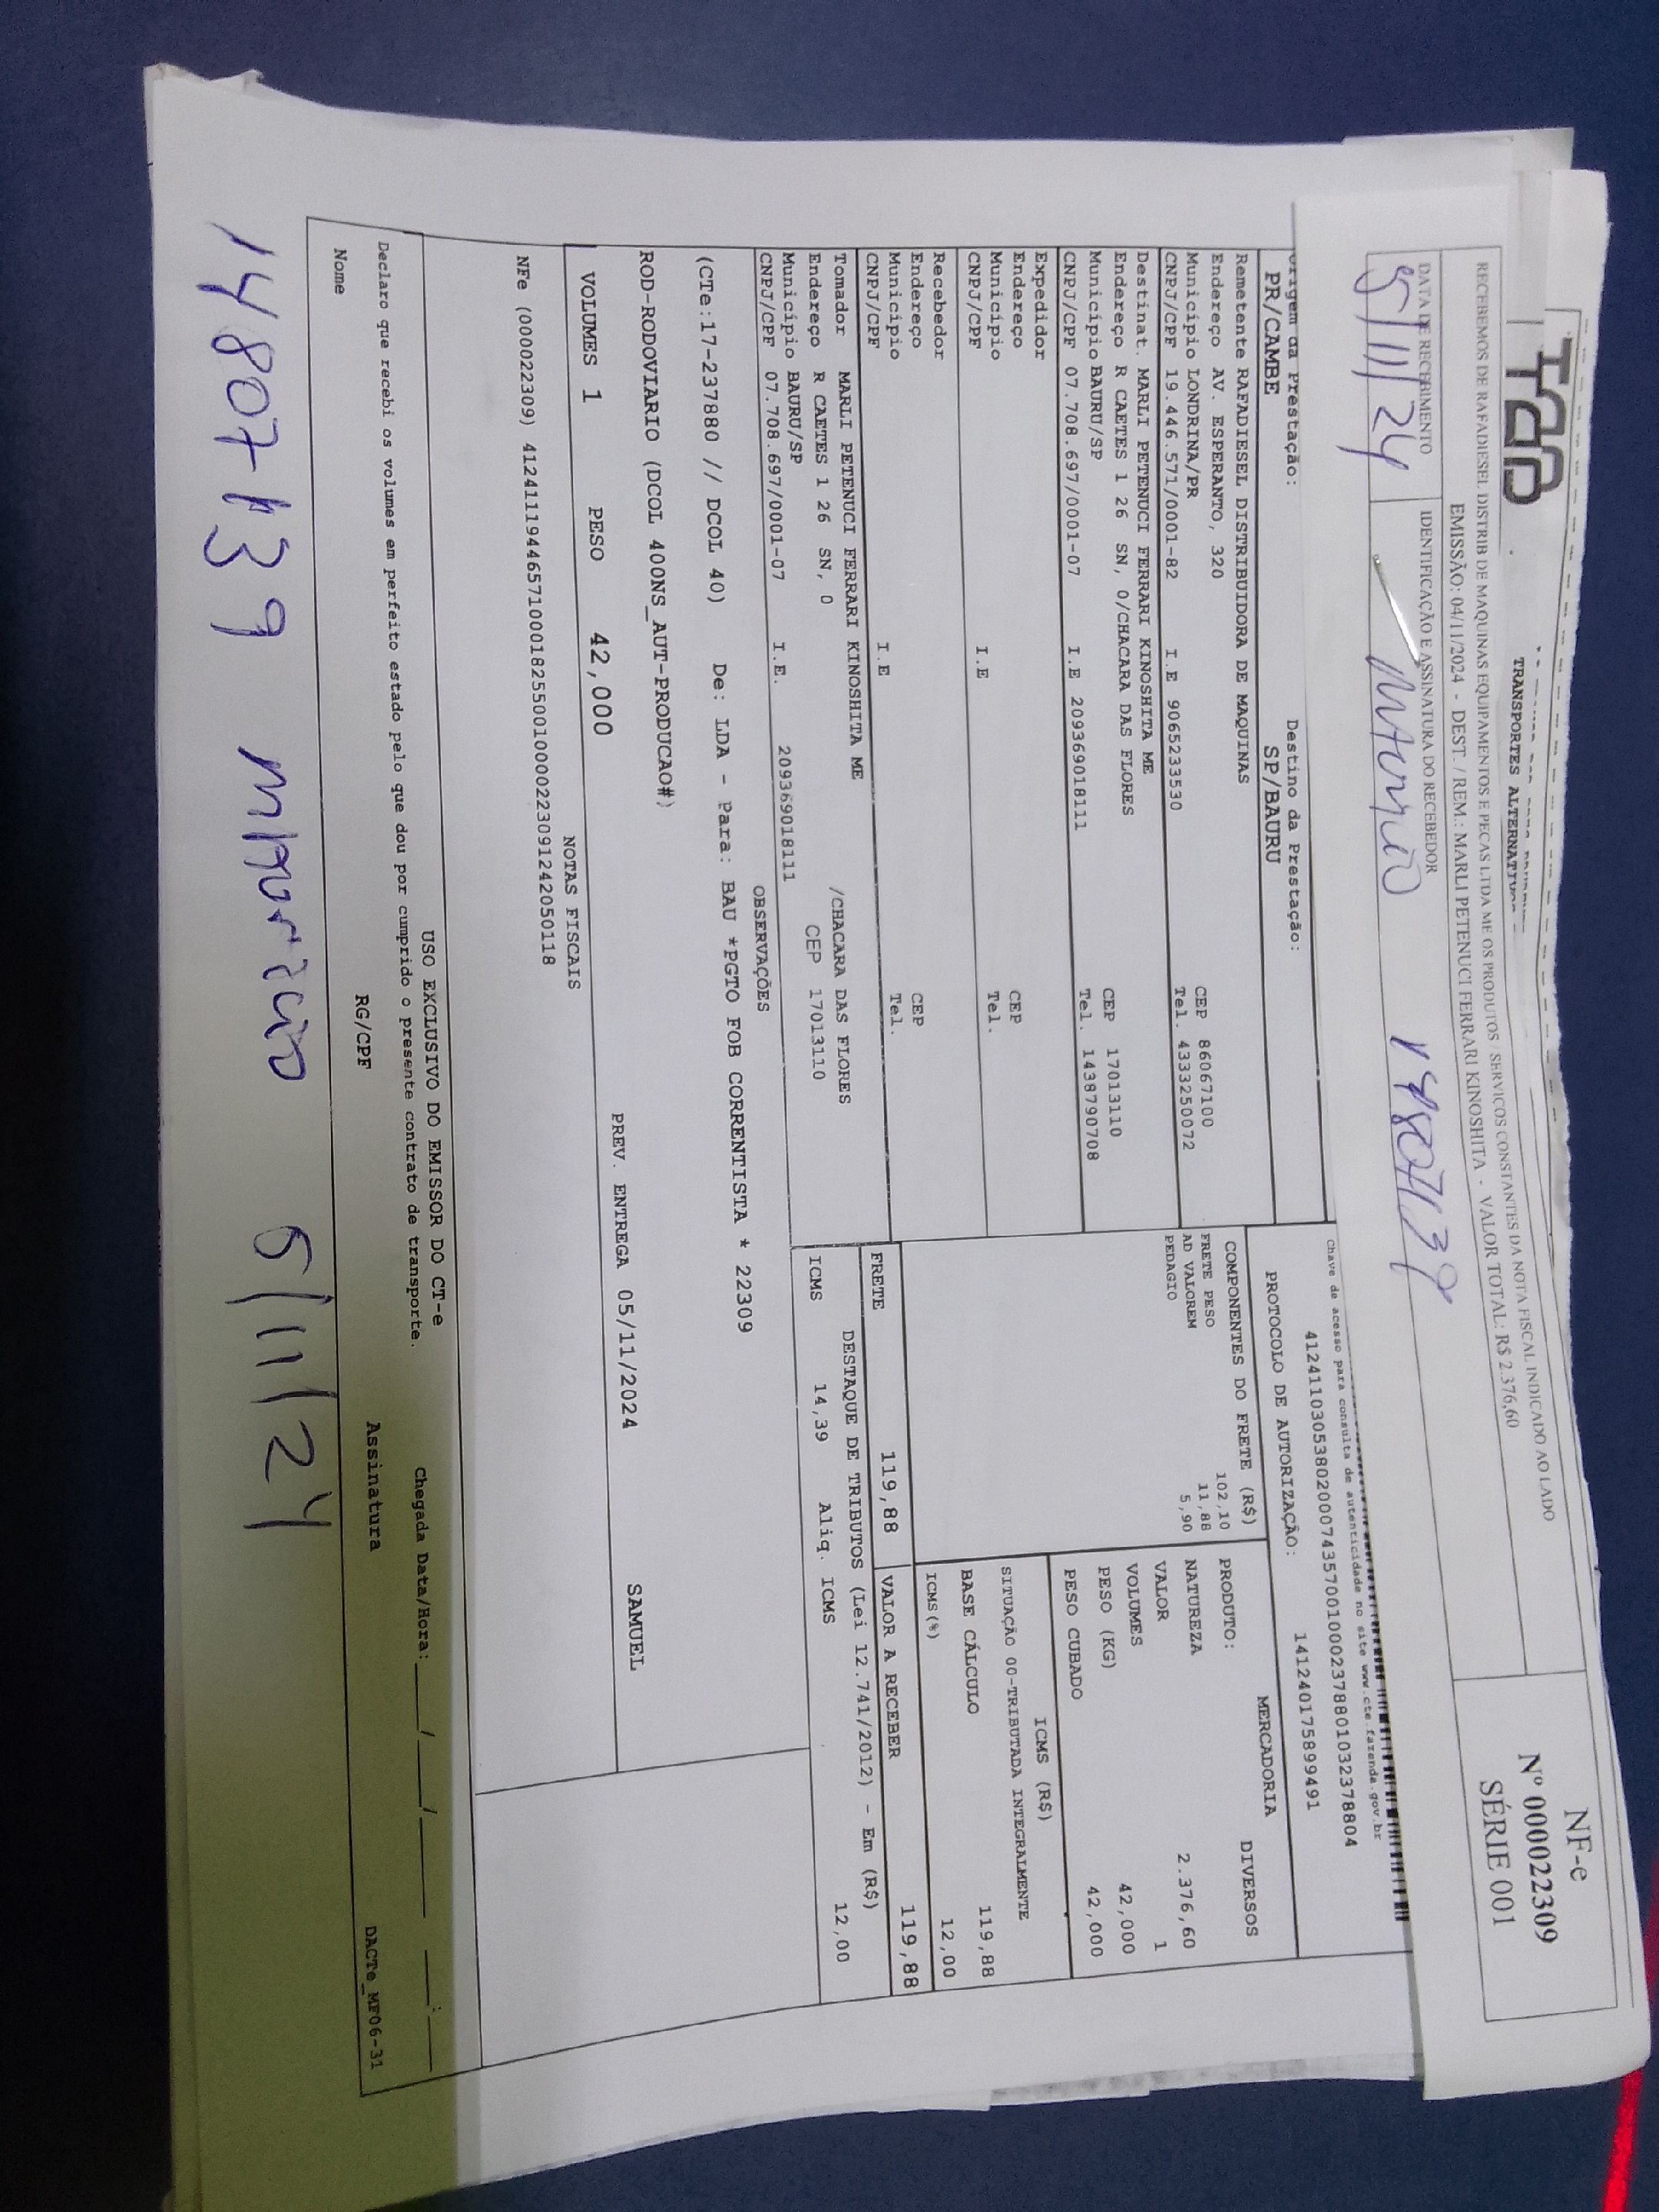 TRANSPORTES ALTERNATIVOS
RECEBEMOS DE RAFADIESEL DISTRIB DE MAQUINAS EQUIPAMENTOS E PECAS LTDA ME OS PRODUTOS / SERVIÇOS CONSTANTES DA NOTA FISCAL INDICADO AO LADO
EMISSÃO: 04/11/2024 - DEST. / REM.: MARLI PETENUCI FERRARI KINOSHITA - VALOR TOTAL: R$ 2.376,60
DATA DE RECEBIMENTO
IDENTIFICAÇÃO E ASSINATURA DO RECEBEDOR
5/11/24 14807139
NF-e
Nº 000022309
SÉRIE 001
Chave de acesso para consulta de autenticidade no site www.cte.fazenda.gov.br
41241103053802000743570010002378801032378804
Origem da Prestação: Destino da Prestação:
PR/CAMBE SP/BAURU
PROTOCOLO DE AUTORIZAÇÃO: 141240175899491
Remetente RAFADIESEL DISTRIBUIDORA DE MAQUINAS
Endereço AV. ESPERANTO, 320 CEP 86067100
Município LONDRINA/PR Tel. 4333250072
CNPJ/CPF 19.446.571/0001-82 I.E 9065233530
Destinat. MARLI PETENUCI FERRARI KINOSHITA ME
Endereço R CAETES 1 26 SN, 0/CHACARA DAS FLORES CEP 17013110
Município BAURU/SP Tel. 1438790708
CNPJ/CPF 07.708.697/0001-07 I.E 209369018111
Expedidor
Endereço CEP
Município Tel.
CNPJ/CPF I.E
Recebedor
Endereço CEP
Município Tel.
CNPJ/CPF I.E
Tomador MARLI PETENUCI FERRARI KINOSHITA ME
Endereço R CAETES 1 26 SN, 0 /CHACARA DAS FLORES
Município BAURU/SP CEP 17013110
CNPJ/CPF 07.708.697/0001-07 I.E. 209369018111
COMPONENTES DO FRETE (R$)
FRETE PESO 102,10
AD VALOREM 11,88
PEDAGIO 5,90
MERCADORIA
PRODUTO: DIVERSOS
NATUREZA
VALOR 2.376,60
VOLUMES 1
PESO (KG) 42,000
PESO CUBADO 42,000
ICMS (R$)
SITUAÇÃO 00-TRIBUTADA INTEGRALMENTE
BASE CÁLCULO 119,88
ICMS(%) 12,00
FRETE 119,88 VALOR A RECEBER 119,88
DESTAQUE DE TRIBUTOS (Lei 12.741/2012) - Em (R$)
ICMS 14,39 Aliq. ICMS 12,00
OBSERVAÇÕES
(CTe:17-237880 // DCOL 40) De: LDA - Para: BAU *PGTO FOB CORRENTISTA * 22309
ROD-RODOVIARIO (DCOL 400NS_AUT-PRODUCAO#)
VOLUMES 1 PESO 42,000 PREV. ENTREGA 05/11/2024 SAMUEL
NOTAS FISCAIS
NFe (000022309) 41241119446571000182550010000223091242050118
USO EXCLUSIVO DO EMISSOR DO CT-e
Declaro que recebi os volumes em perfeito estado pelo que dou por cumprido o presente contrato de transporte. Chegada Data/Hora:____/____/____ ___:___
Nome RG/CPF Assinatura DACTe_MF06-31
14807139 Mauricio 5/11/24